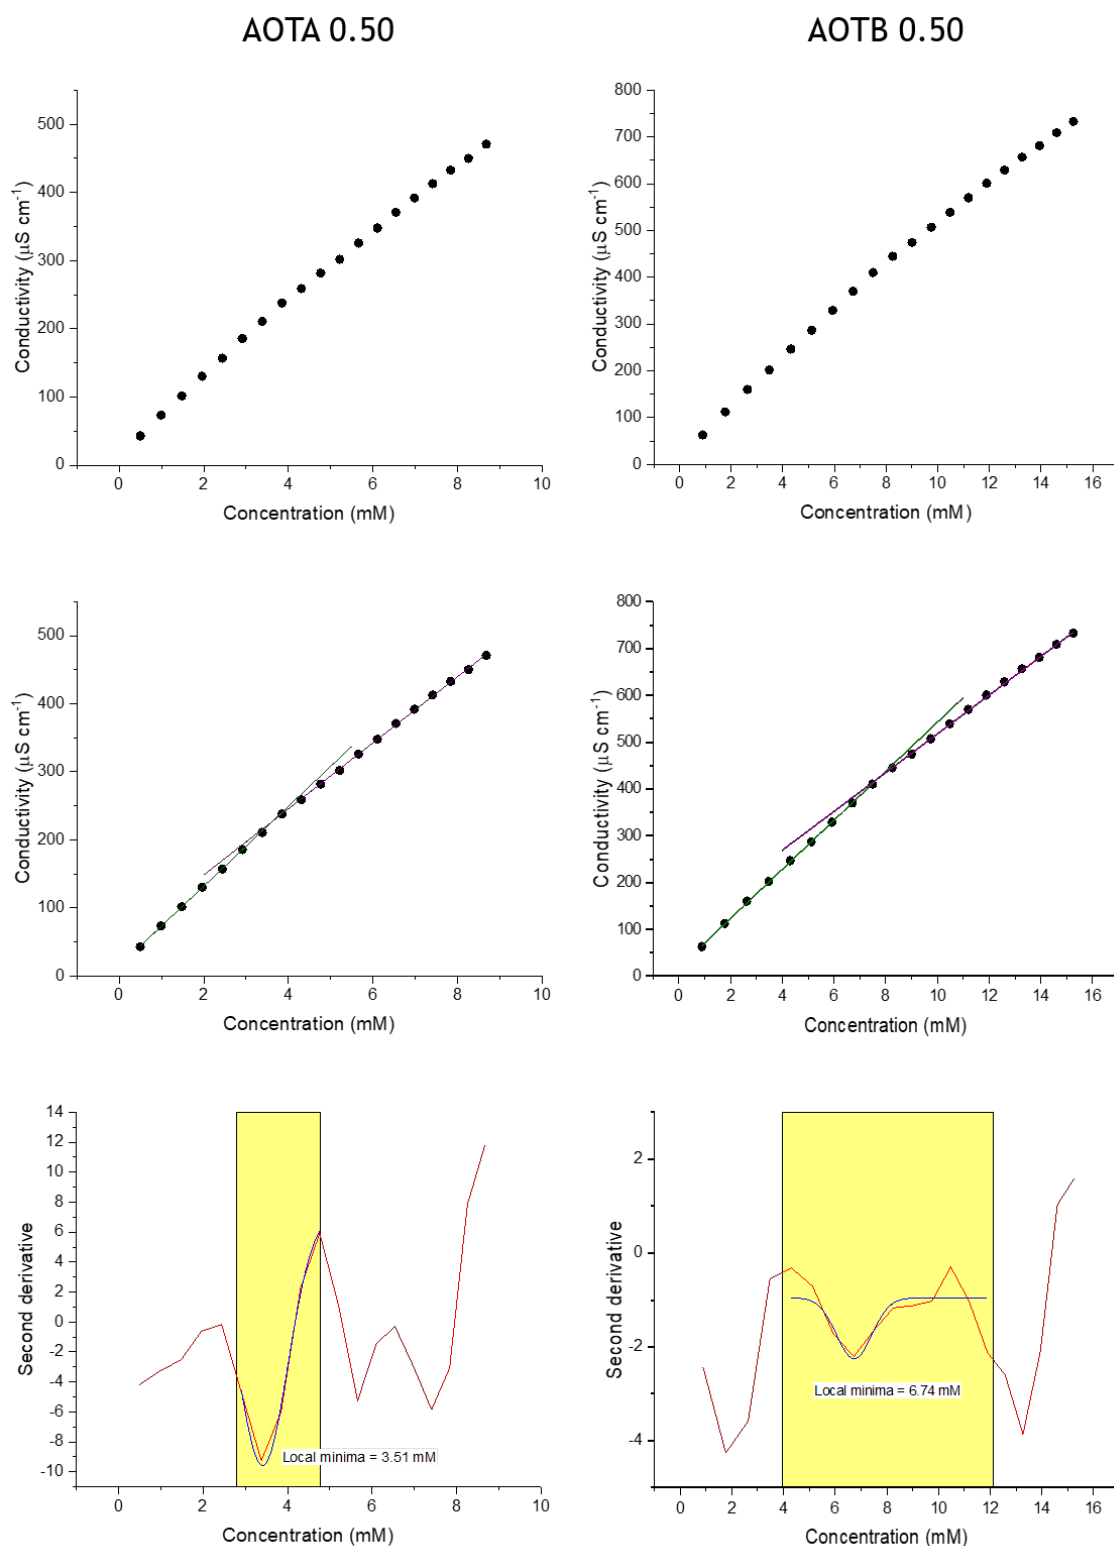 AOTA 0.50
AOTB 0.50
Conductivity (μS cm⁻¹)
500
400
300
200
100
0
0 2 4 6 8 10
Concentration (mM)
Conductivity (μS cm⁻¹)
800
700
600
500
400
300
200
100
0
0 2 4 6 8 10 12 14 16
Concentration (mM)
Conductivity (μS cm⁻¹)
500
400
300
200
100
0
0 2 4 6 8 10
Concentration (mM)
Conductivity (μS cm⁻¹)
800
700
600
500
400
300
200
100
0
0 2 4 6 8 10 12 14 16
Concentration (mM)
Second derivative
14
12
10
8
6
4
2
0
-2
-4
-6
-8
-10
Local minima = 3.51 mM
0 2 4 6 8 10
Concentration (mM)
Second derivative
2
0
-2
-4
Local minima = 6.74 mM
0 2 4 6 8 10 12 14 16
Concentration (mM)